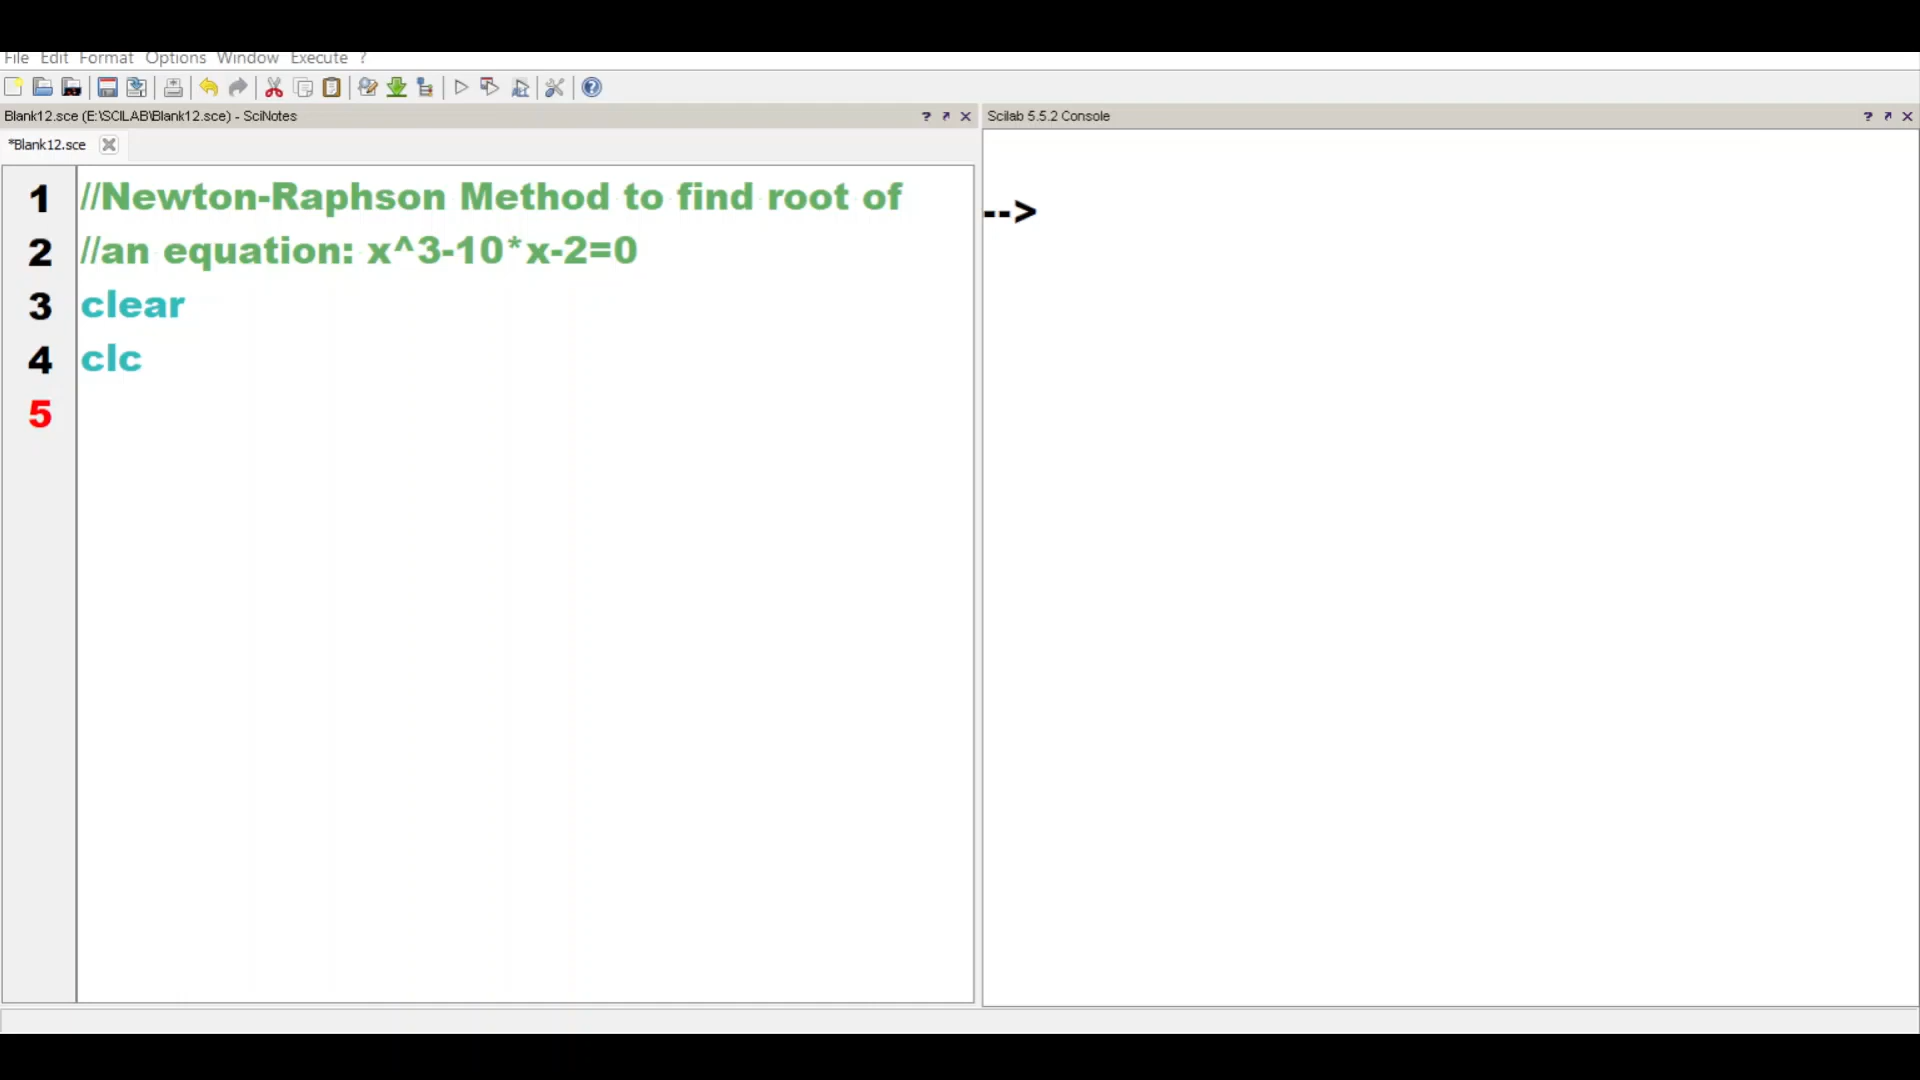 File Edit Format Options Window Execute ?
Blank12.sce (E:\SCILAB\Blank12.sce) - SciNotes
? ↗ ✕
Scilab 5.5.2 Console
? ↗ ✕
*Blank12.sce
1 //Newton-Raphson Method to find root of
2 //an equation: x^3-10*x-2=0
3 clear
4 clc
5
-->